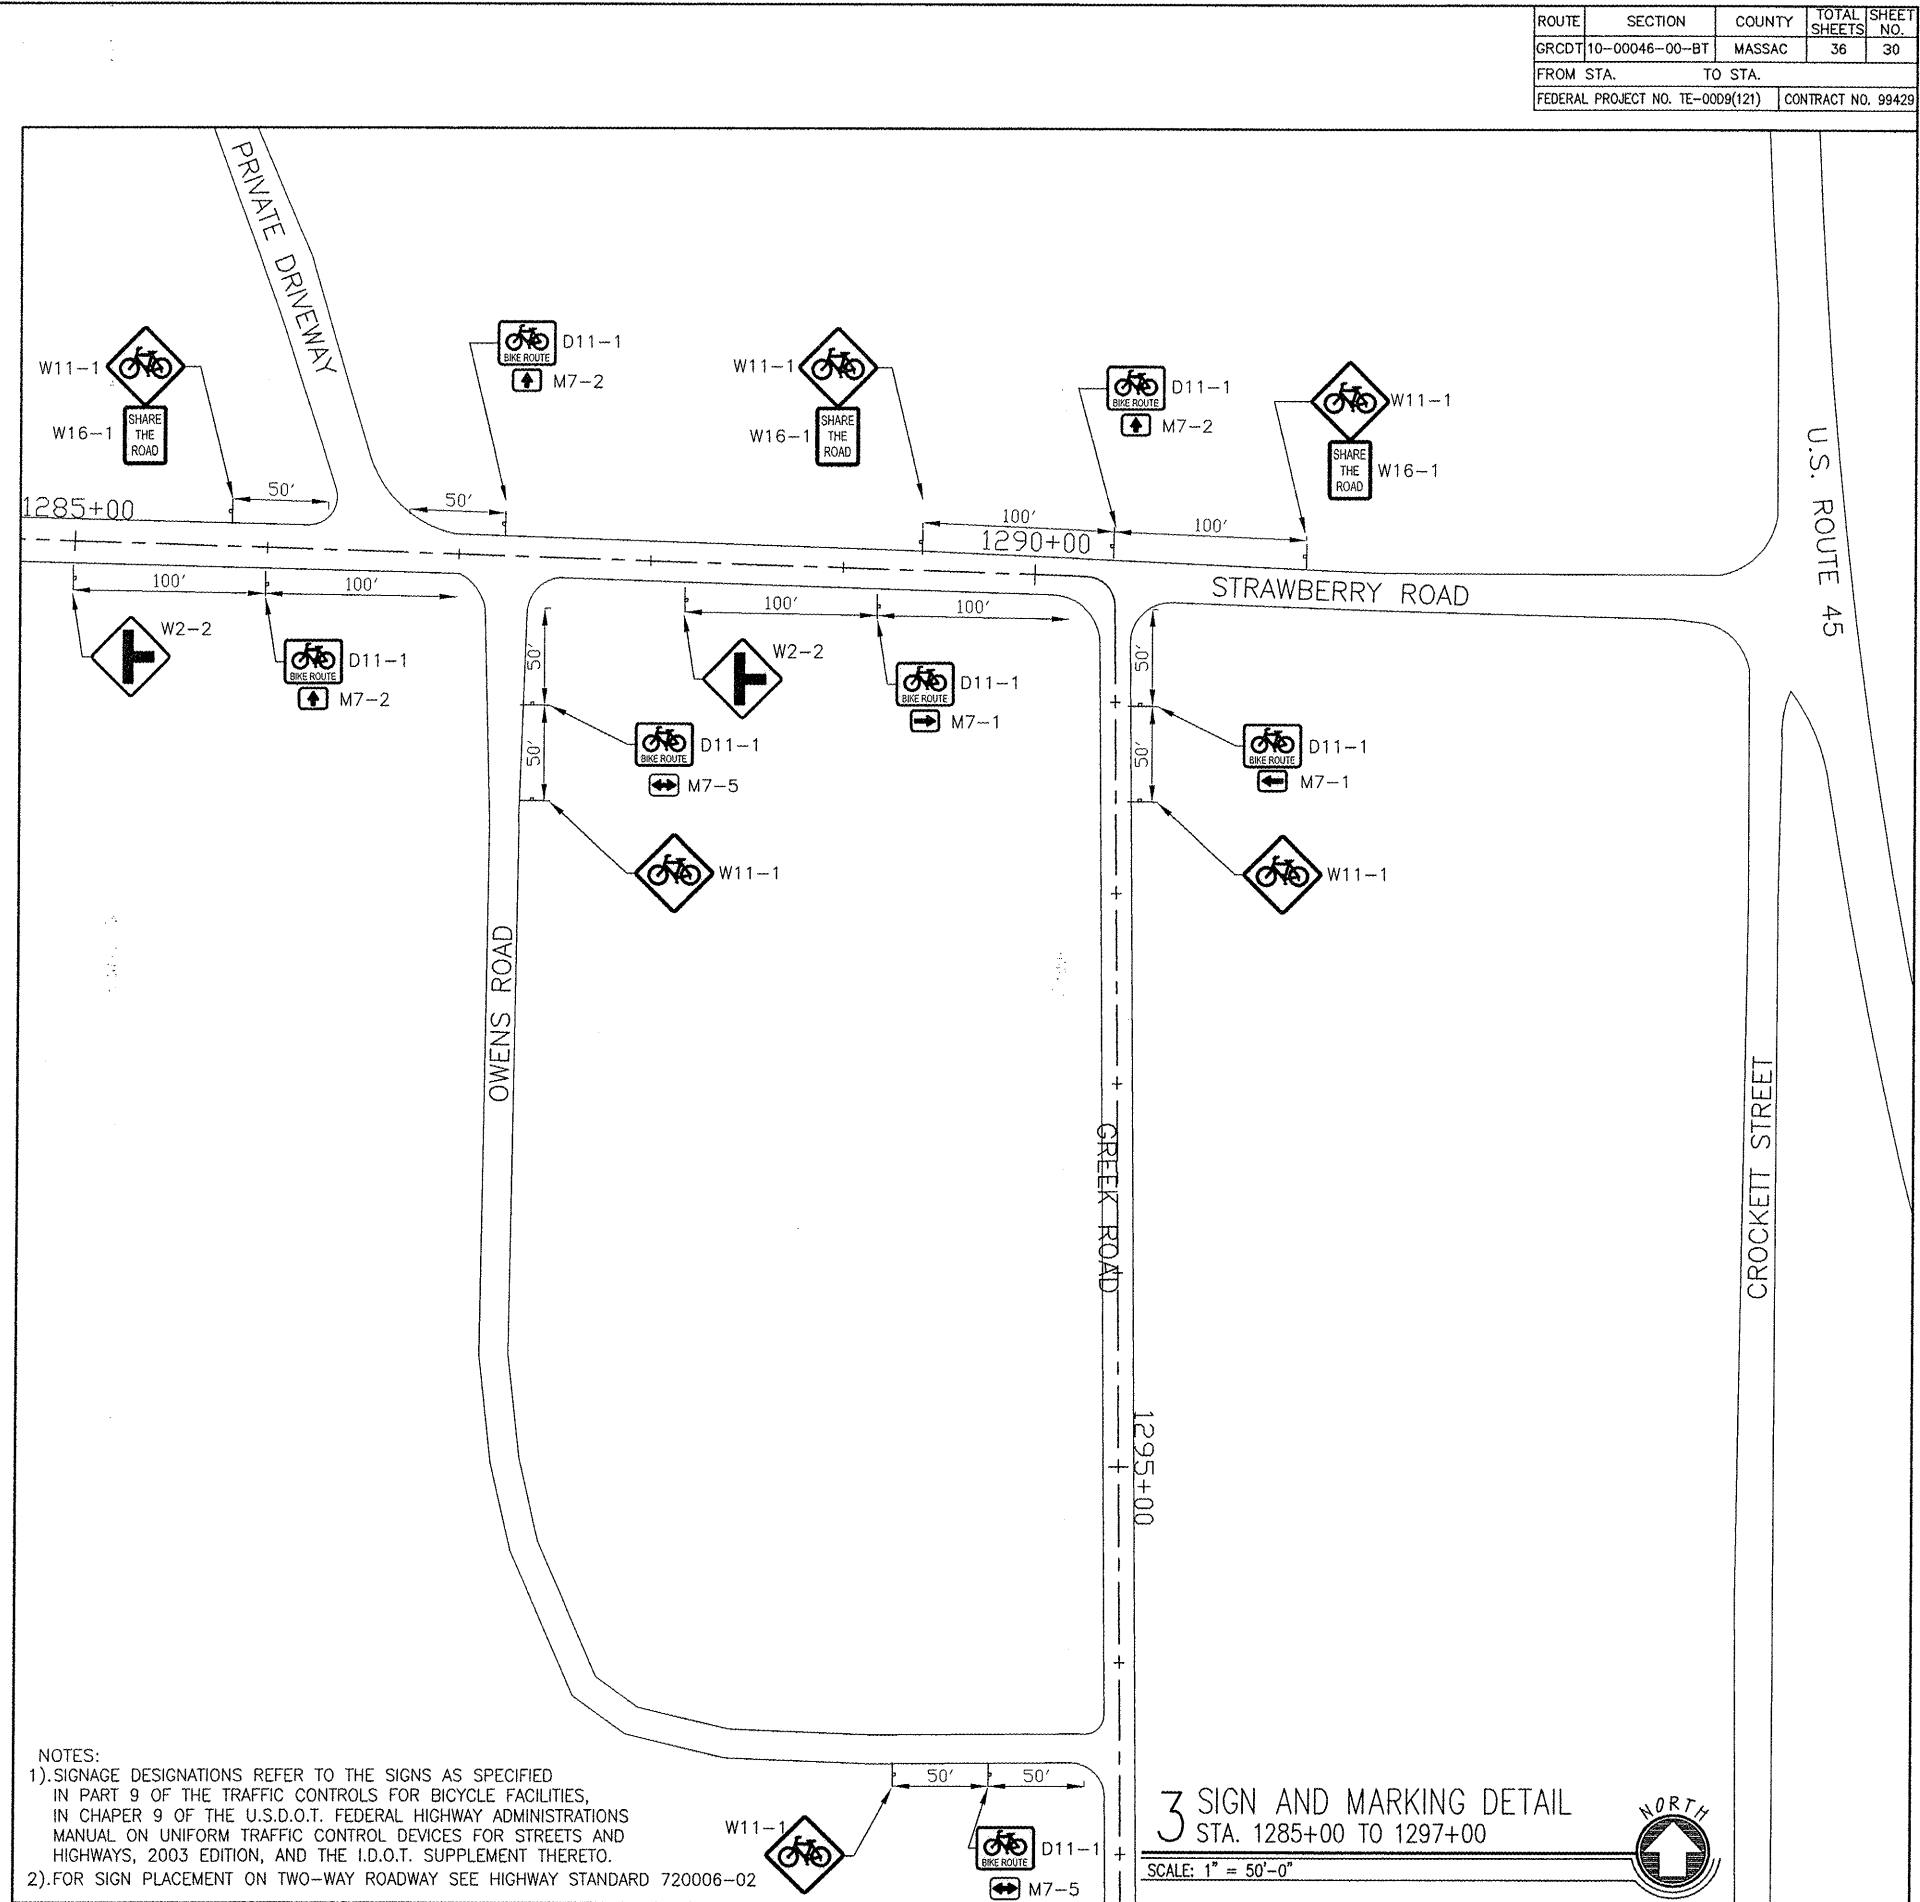 ROUTE SECTION COUNTY TOTAL SHEETS SHEET NO.
GRCDT 10-00046-00-BT MASSAC 36 30
FROM STA. TO STA.
FEDERAL PROJECT NO. TE-00D9(121) CONTRACT NO. 99429
PRIVATE DRIVEWAY
W11-1
W16-1
SHARE
THE
ROAD
50'
1285+00
BIKE ROUTE
D11-1
M7-2
50'
W11-1
W16-1
SHARE
THE
ROAD
BIKE ROUTE
D11-1
M7-2
W11-1
SHARE
THE
ROAD
W16-1
100'
100'
1290+00
STRAWBERRY ROAD
U.S. ROUTE 45
100'
100'
W2-2
BIKE ROUTE
D11-1
M7-2
50'
50'
BIKE ROUTE
D11-1
M7-5
W11-1
100'
100'
W2-2
BIKE ROUTE
D11-1
M7-1
50'
50'
BIKE ROUTE
D11-1
M7-1
W11-1
OWENS ROAD
GREEK ROAD
CROCKETT STREET
1295+00
NOTES:
1).SIGNAGE DESIGNATIONS REFER TO THE SIGNS AS SPECIFIED
IN PART 9 OF THE TRAFFIC CONTROLS FOR BICYCLE FACILITIES,
IN CHAPER 9 OF THE U.S.D.O.T. FEDERAL HIGHWAY ADMINISTRATIONS
MANUAL ON UNIFORM TRAFFIC CONTROL DEVICES FOR STREETS AND
HIGHWAYS, 2003 EDITION, AND THE I.D.O.T. SUPPLEMENT THERETO.
2).FOR SIGN PLACEMENT ON TWO-WAY ROADWAY SEE HIGHWAY STANDARD 720006-02
50'
50'
W11-1
BIKE ROUTE
D11-1
M7-5
3 SIGN AND MARKING DETAIL
STA. 1285+00 TO 1297+00
SCALE: 1" = 50'-0"
NORTH